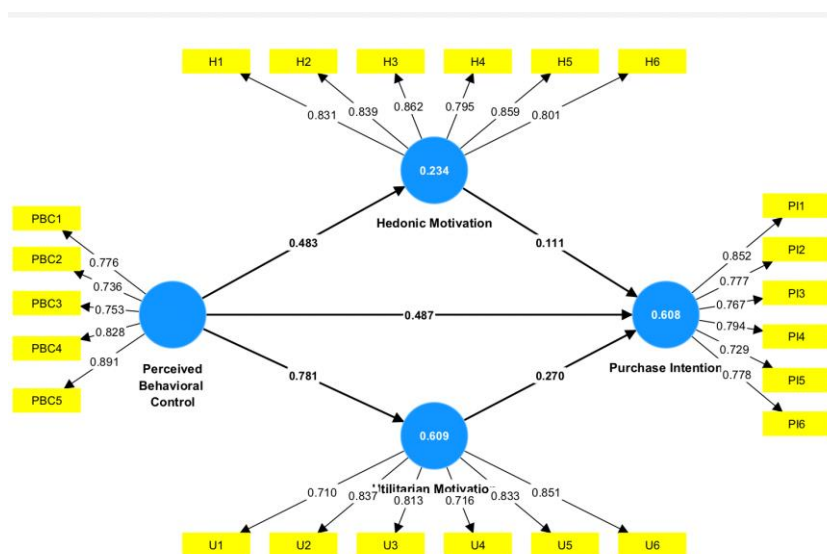 H1 H2 H3 H4 H5 H6
0.831 0.839 0.862 0.795 0.859 0.801
0.234
Hedonic Motivation
PBC1
PBC2
PBC3
PBC4
PBC5
0.776
0.736
0.753
0.828
0.891
Perceived
Behavioral
Control
0.483
0.487
0.781
0.111
0.270
0.608
Purchase Intention
PI1
PI2
PI3
PI4
PI5
PI6
0.852
0.777
0.767
0.794
0.729
0.778
0.609
Utilitarian Motivation
0.710 0.837 0.813 0.716 0.833 0.851
U1 U2 U3 U4 U5 U6